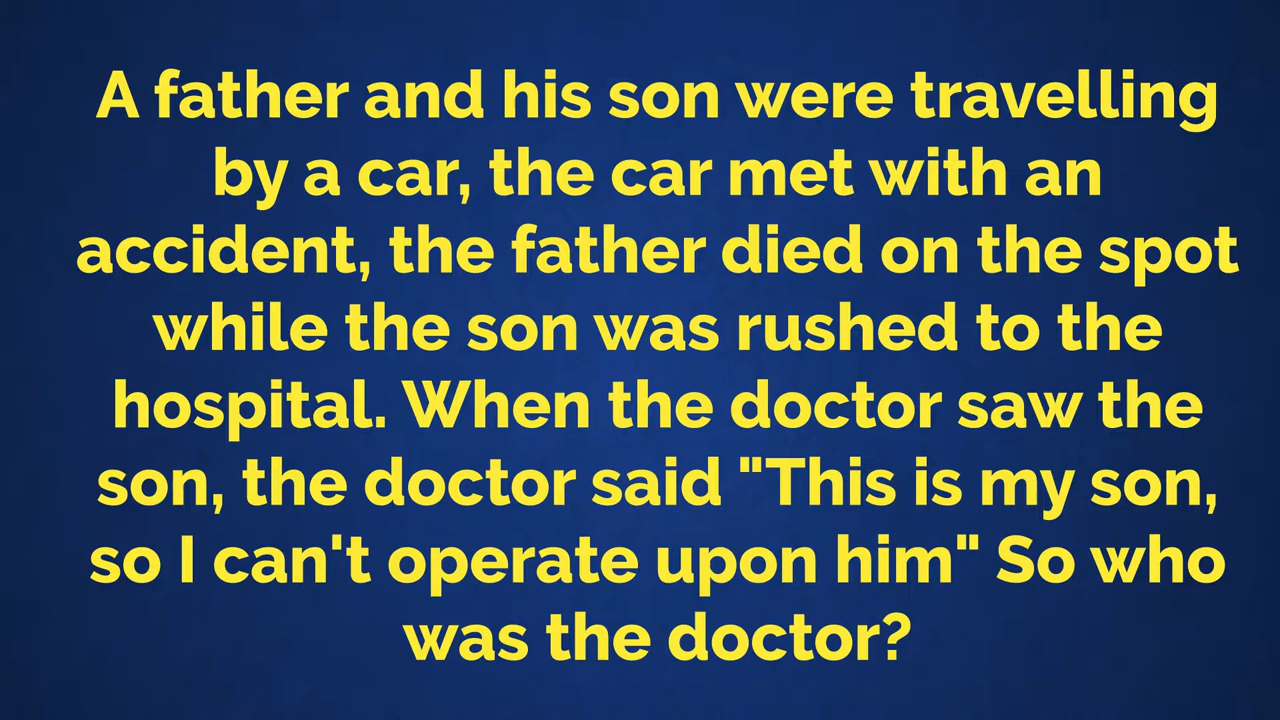 A father and his son were travelling
by a car, the car met with an
accident, the father died on the spot
while the son was rushed to the
hospital. When the doctor saw the
son, the doctor said "This is my son,
so I can't operate upon him" So who
was the doctor?